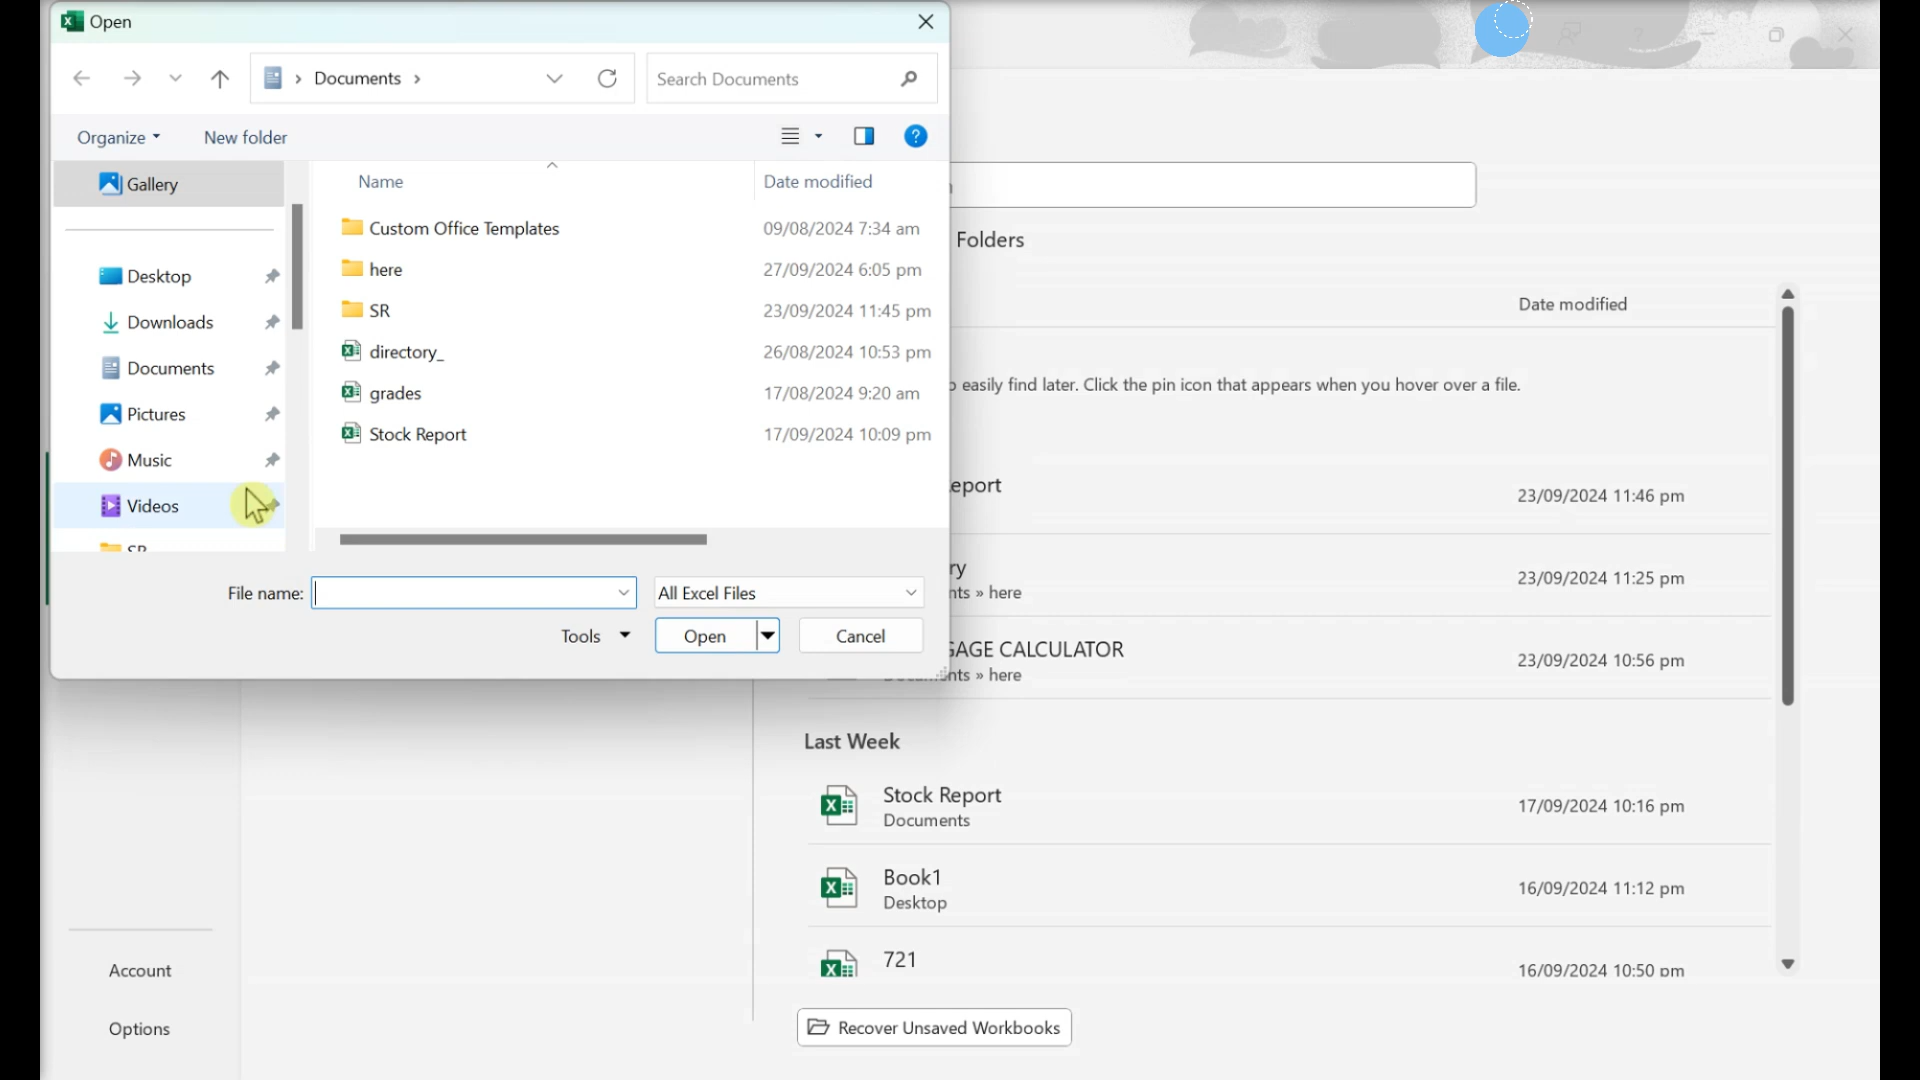 Open
Documents
Search Documents
Organize
New folder
Gallery
Desktop
Downloads
Documents
Pictures
Music
Videos
SR
Name
Date modified
Custom Office Templates 09/08/2024 7:34 am
here 27/09/2024 6:05 pm
SR 23/09/2024 11:45 pm
directory_ 26/08/2024 10:53 pm
grades 17/08/2024 9:20 am
Stock Report 17/09/2024 10:09 pm
File name:
All Excel Files
Tools
Open
Cancel
Folders
Date modified
easily find later. Click the pin icon that appears when you hover over a file.
eport
23/09/2024 11:46 pm
ry
nts » here
23/09/2024 11:25 pm
GAGE CALCULATOR
nts » here
23/09/2024 10:56 pm
Last Week
Stock Report
Documents
17/09/2024 10:16 pm
Book1
Desktop
16/09/2024 11:12 pm
721
16/09/2024 10:50 pm
Account
Options
Recover Unsaved Workbooks